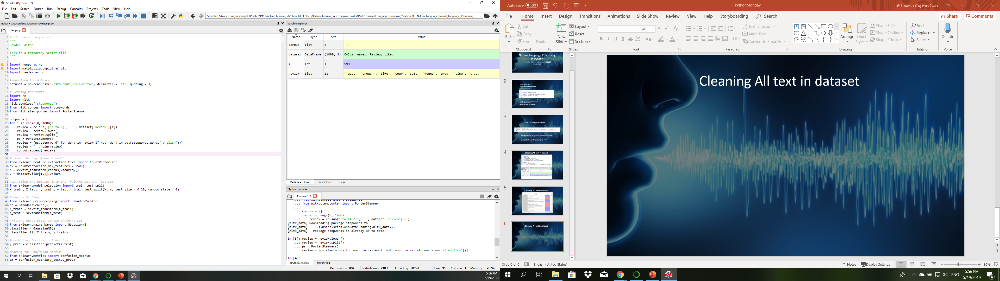 Spyder (Python 3.7)
File Edit Search Source Run Debug Consoles Projects Tools View Help
Semester\Advance ProgrammingML\Practice\P14-Machine-Learning-AZ-Template-Folder\Machine Learning A-Z Template Folder\Part 7 - Natural Language Processing\Section 36 - Natural Language\Natural_Language_Processing
Editor - C:\Users\sripa\.spyder-py3\temp.py
temp.py
1 # -*- coding: utf-8 -*-
2 """
3 Spyder Editor
4
5 This is a temporary script file.
6 """
7
8 import numpy as np
9 import matplotlib.pyplot as plt
10 import pandas as pd
11
12 #importing the dataset
13 dataset = pd.read_csv('Restaurant_Reviews.tsv', delimiter = '\t', quoting = 3)
14
15 #Cleaning the texts
16 import re
17 import nltk
18 nltk.download('stopwords')
19 from nltk.corpus import stopwords
20 from nltk.stem.porter import PorterStemmer
21
22 corpus = []
23 for i in range(0, 1000):
24 review = re.sub('[^a-zA-Z]', ' ', dataset['Review'][i])
25 review = review.lower()
26 review = review.split()
27 ps = PorterStemmer()
28 review = [ps.stem(word) for word in review if not  word in set(stopwords.words('english'))]
29 review = ' '.join(review)
30 corpus.append(review)
31
32 #Create the Bag of Words model
33 from sklearn.feature_extraction.text import CountVectorizer
34 cv = CountVectorizer(max_features = 1500)
35 X = cv.fit_transform(corpus).toarray()
36 y = dataset.iloc[:,1].values
37
38 #splitting the dataset into the Training set and Test set
39 from sklearn.model_selection import train_test_split
40 X_train, X_test, y_train, y_test = train_test_split(X, y, test_size = 0.20, random_state = 0)
41
42 #Feature Scaling
43 from sklearn.preprocessing import StandardScaler
44 sc = StandardScaler()
45 X_train = sc.fit_transform(X_train)
46 X_test = sc.transform(X_test)
47
48 #Fitting Naive Bayer to the Training set
49 from sklearn.naive_bayes import GaussianNB
50 classifier = GaussianNB()
51 classifier.fit(X_train, y_train)
52
53 #Predicting the Test set Results
54 y_pred = classifier.predict(X_test)
55
56 #Making the Confusion Matrix
57 from sklearn.metrics import confusion_matrix
58 cm = confusion_matrix(y_test,y_pred)
Variable explorer
Name Type Size Value
corpus list 0 []
dataset DataFrame (1000, 2) Column names: Review, Liked
i int 1 999
review list 11 ['wast', 'enough', 'life', 'pour', 'salt', 'wound', 'draw', 'time', 't ...
Variable explorer File explorer Help
IPython console
Console 1/A
...: from nltk.corpus import stopwords
...: from nltk.stem.porter import PorterStemmer
...:
...: corpus = []
...: for i in range(0, 1000):
...: review = re.sub('[^a-zA-Z]', ' ', dataset['Review'][i])
[nltk_data] Downloading package stopwords to
[nltk_data] C:\Users\sripa\AppData\Roaming\nltk_data...
[nltk_data] Package stopwords is already up-to-date!
In [3]: review = review.lower()
...: review = review.split()
...: ps = PorterStemmer()
...: review = [ps.stem(word) for word in review if not  word in set(stopwords.words('english'))]
In [4]:
IPython console History log
Permissions: RW End-of-lines: CRLF Encoding: UTF-8 Line: 31 Column: 1 Memory: 78 %
5:56 PM
5/19/2019
AutoSave Off
PythonMonday
File Home Insert Design Transitions Animations Slide Show Review View Help Storyboarding Search Share Comments
Paste
Cut
Copy
Format Painter
Clipboard
New Slide
Layout
Reset
Section
Slides
40
B I U S ab AV Aa
Font
Text Direction
Align Text
Convert to SmartArt
Paragraph
Arrange
Quick Styles
Shape Fill
Shape Outline
Shape Effects
Drawing
Find
Replace
Select
Editing
Dictate
Voice
Natural Language Processing
in Python
2
import numpy as np
import matplotlib.pyplot as plt
import pandas as pd
3
Open TSV file by CSV function
4
Cleaning All text in dataset
5
Cleaning All text in dataset
6
Cleaning All text in dataset
Cleaning All text in dataset
Slide 6 of 6 English (United States)
Notes Display Settings 86%
ENG
5:56 PM
5/19/2019
4